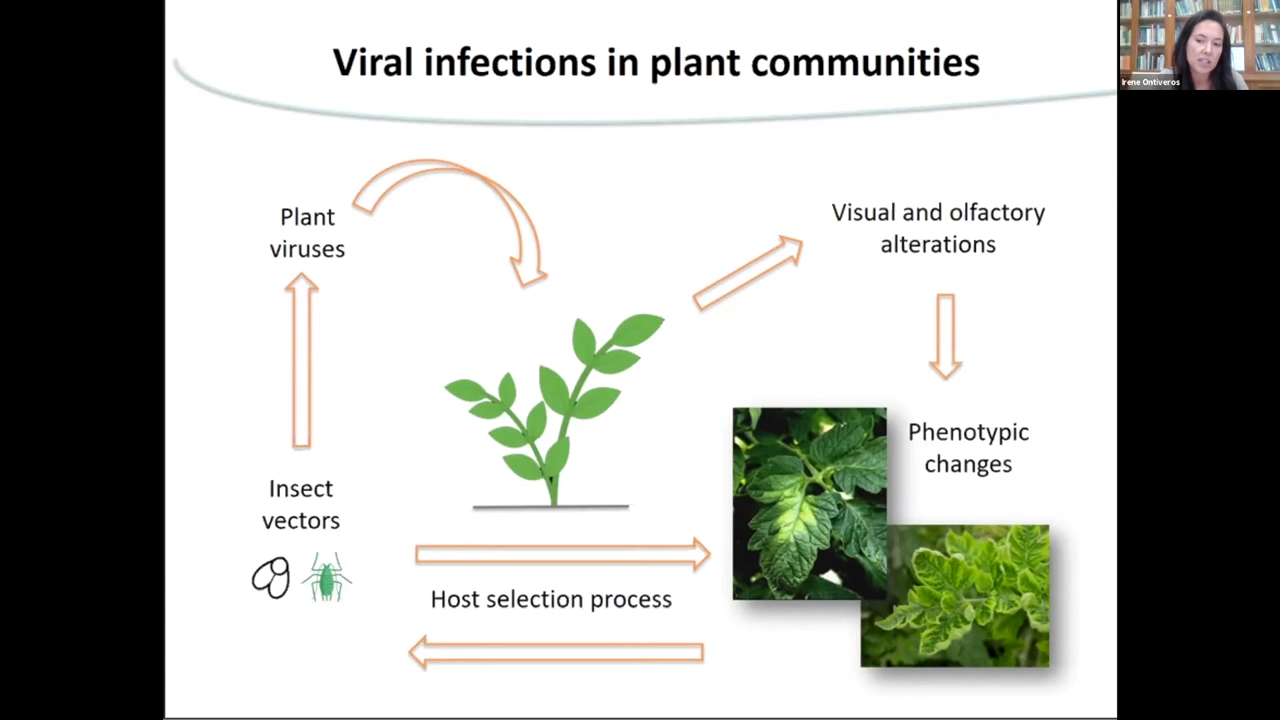 Viral infections in plant communities
Irene Ontiveros
Plant
viruses
Visual and olfactory
alterations
Phenotypic
changes
Insect
vectors
Host selection process